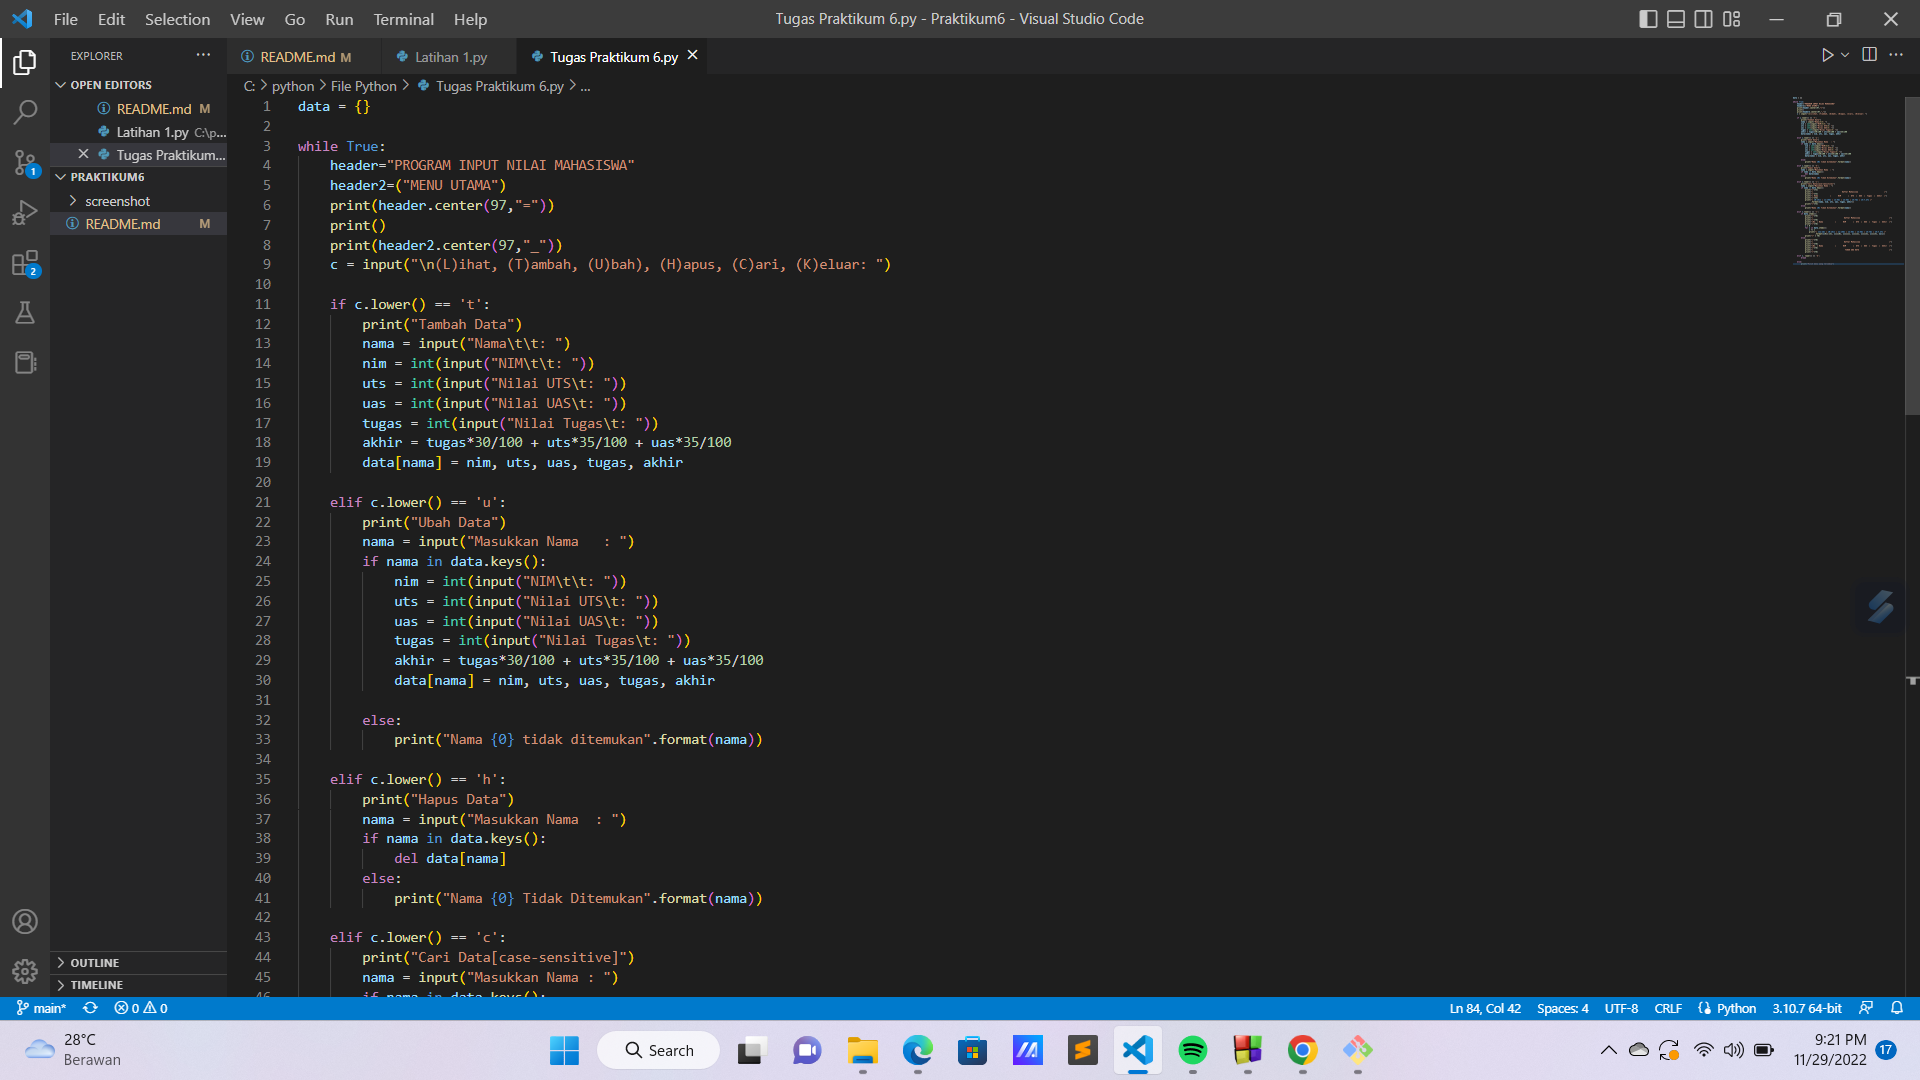 File Edit Selection View Go Run Terminal Help
Tugas Praktikum 6.py - Praktikum6 - Visual Studio Code
EXPLORER
OPEN EDITORS
README.md M
Latihan 1.py C:\p...
Tugas Praktikum...
PRAKTIKUM6
screenshot
README.md M
OUTLINE
TIMELINE
README.md M
Latihan 1.py
Tugas Praktikum 6.py
C: > python > File Python > Tugas Praktikum 6.py > ...
1 data = {}
2
3 while True:
4     header="PROGRAM INPUT NILAI MAHASISWA"
5     header2=("MENU UTAMA")
6     print(header.center(97,"="))
7     print()
8     print(header2.center(97,"_"))
9     c = input("\n(L)ihat, (T)ambah, (U)bah), (H)apus, (C)ari, (K)eluar: ")
10
11     if c.lower() == 't':
12         print("Tambah Data")
13         nama = input("Nama\t\t: ")
14         nim = int(input("NIM\t\t: "))
15         uts = int(input("Nilai UTS\t: "))
16         uas = int(input("Nilai UAS\t: "))
17         tugas = int(input("Nilai Tugas\t: "))
18         akhir = tugas*30/100 + uts*35/100 + uas*35/100
19         data[nama] = nim, uts, uas, tugas, akhir
20
21     elif c.lower() == 'u':
22         print("Ubah Data")
23         nama = input("Masukkan Nama   : ")
24         if nama in data.keys():
25             nim = int(input("NIM\t\t: "))
26             uts = int(input("Nilai UTS\t: "))
27             uas = int(input("Nilai UAS\t: "))
28             tugas = int(input("Nilai Tugas\t: "))
29             akhir = tugas*30/100 + uts*35/100 + uas*35/100
30             data[nama] = nim, uts, uas, tugas, akhir
31
32         else:
33             print("Nama {0} tidak ditemukan".format(nama))
34
35     elif c.lower() == 'h':
36         print("Hapus Data")
37         nama = input("Masukkan Nama  : ")
38         if nama in data.keys():
39             del data[nama]
40         else:
41             print("Nama {0} Tidak Ditemukan".format(nama))
42
43     elif c.lower() == 'c':
44         print("Cari Data[case-sensitive]")
45         nama = input("Masukkan Nama : ")
46         if nama in data.keys():
1
2
main* 0 0
Ln 84, Col 42 Spaces: 4 UTF-8 CRLF Python 3.10.7 64-bit
28°C
Berawan
Search
9:21 PM
11/29/2022
17